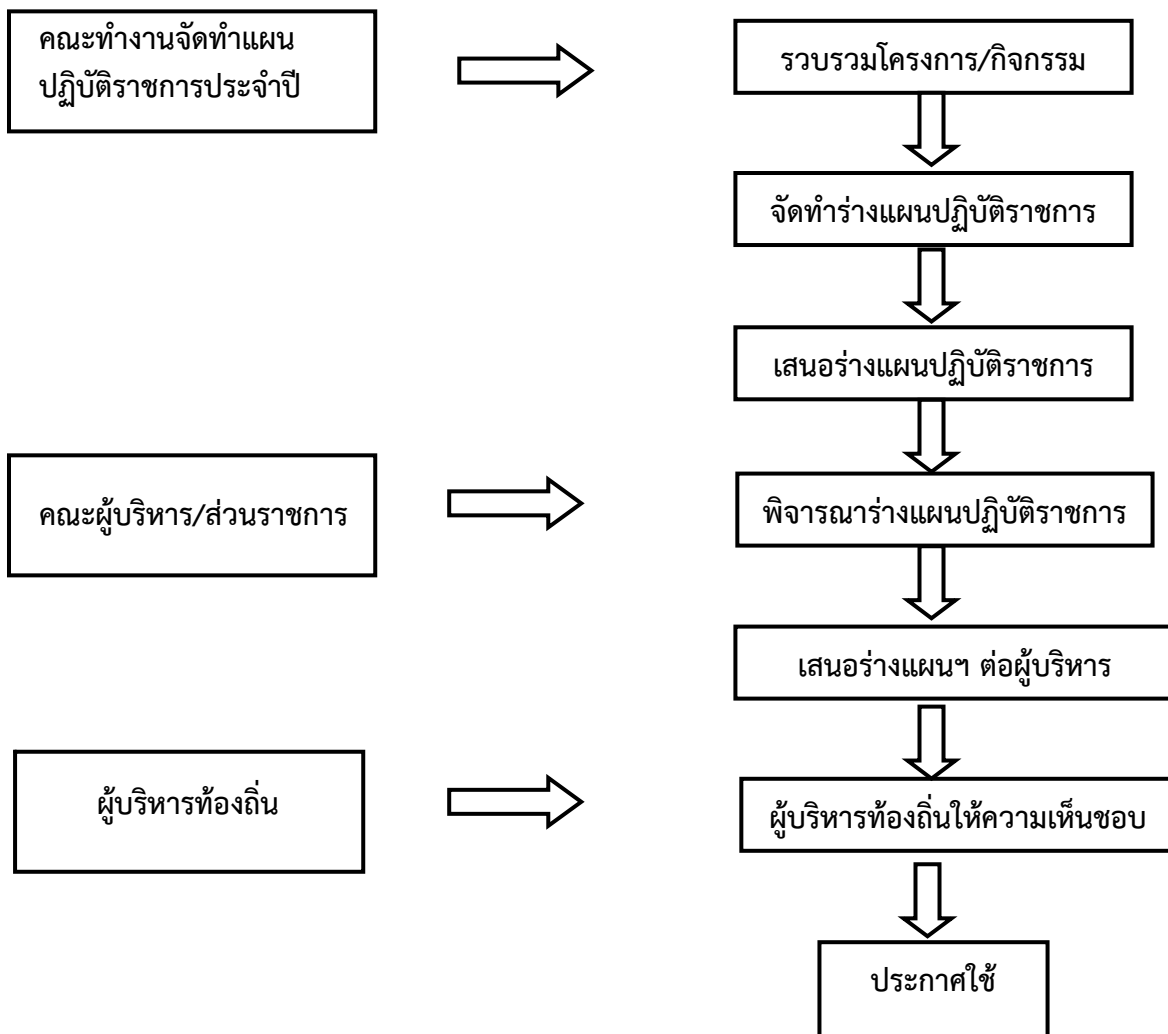 คณะทำงานจัดทำแผน
ปฏิบัติราชการประจำปี
รวบรวมโครงการ/กิจกรรม
จัดทำร่างแผนปฏิบัติราชการ
เสนอร่างแผนปฏิบัติราชการ
คณะผู้บริหาร/ส่วนราชการ
พิจารณาร่างแผนปฏิบัติราชการ
เสนอร่างแผนฯ ต่อผู้บริหาร
ผู้บริหารท้องถิ่น
ผู้บริหารท้องถิ่นให้ความเห็นชอบ
ประกาศใช้